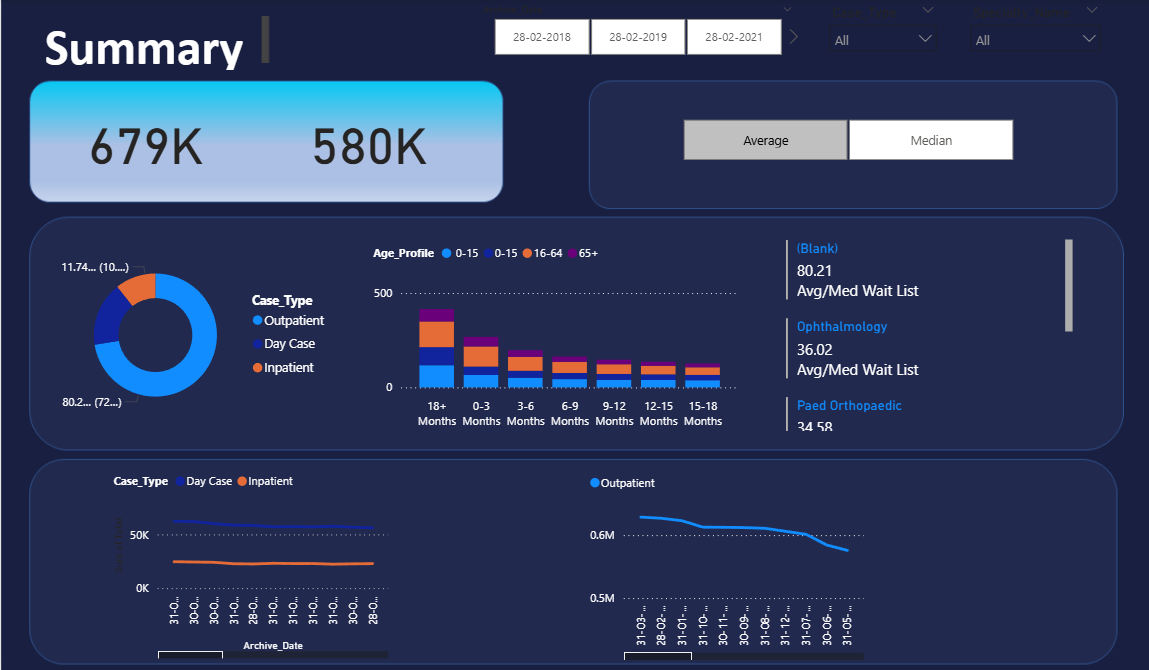 Summary
28-02-2018 28-02-2019 28-02-2021
All All
679K 580K
Average Median
11.74... (10....)
80.2... (72...)
Case_Type
Outpatient
Day Case
Inpatient
Age_Profile 0-15 0-15 16-64 65+
500
0
18+ 0-3 3-6 6-9 9-12 12-15 15-18
Months Months Months Months Months Months Months
(Blank)
80.21
Avg/Med Wait List
Ophthalmology
36.02
Avg/Med Wait List
Paed Orthopaedic
34.58
Case_Type Day Case Inpatient
50K
0K
31-0... 30-0... 30-0... 31-0... 28-0... 31-0... 31-0... 31-0... 31-0... 30-0... 28-0...
Archive_Date
Outpatient
0.6M
0.5M
31-03-... 28-02-... 31-01-... 31-10-... 30-11-... 30-09-... 31-08-... 31-12-... 31-07-... 30-06-... 31-05-...